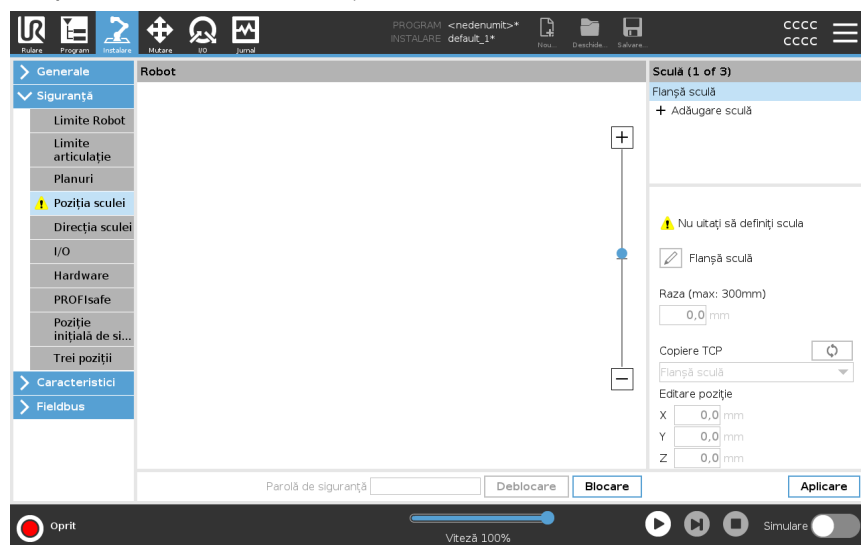 PROGRAM <nedenumit>*
INSTALARE default_1*
Rulare Program Instalare Mutare I/O Jurnal
Nou... Deschide... Salvare...
CCCC
CCCC
Generale
Siguranță
Limite Robot
Limite articulație
Planuri
Poziția sculei
Direcția sculei
I/O
Hardware
PROFIsafe
Poziție inițială de si...
Trei poziții
Caracteristici
Fieldbus
Robot
Sculă (1 of 3)
Flanșă sculă
+ Adăugare sculă
Nu uitați să definiți scula
Flanșă sculă
Raza (max: 300mm)
0,0 mm
Copiere TCP
Flanșă sculă
Editare poziție
X 0,0 mm
Y 0,0 mm
Z 0,0 mm
Parolă de siguranță Deblocare Blocare Aplicare
Oprit
Viteză 100%
Simulare